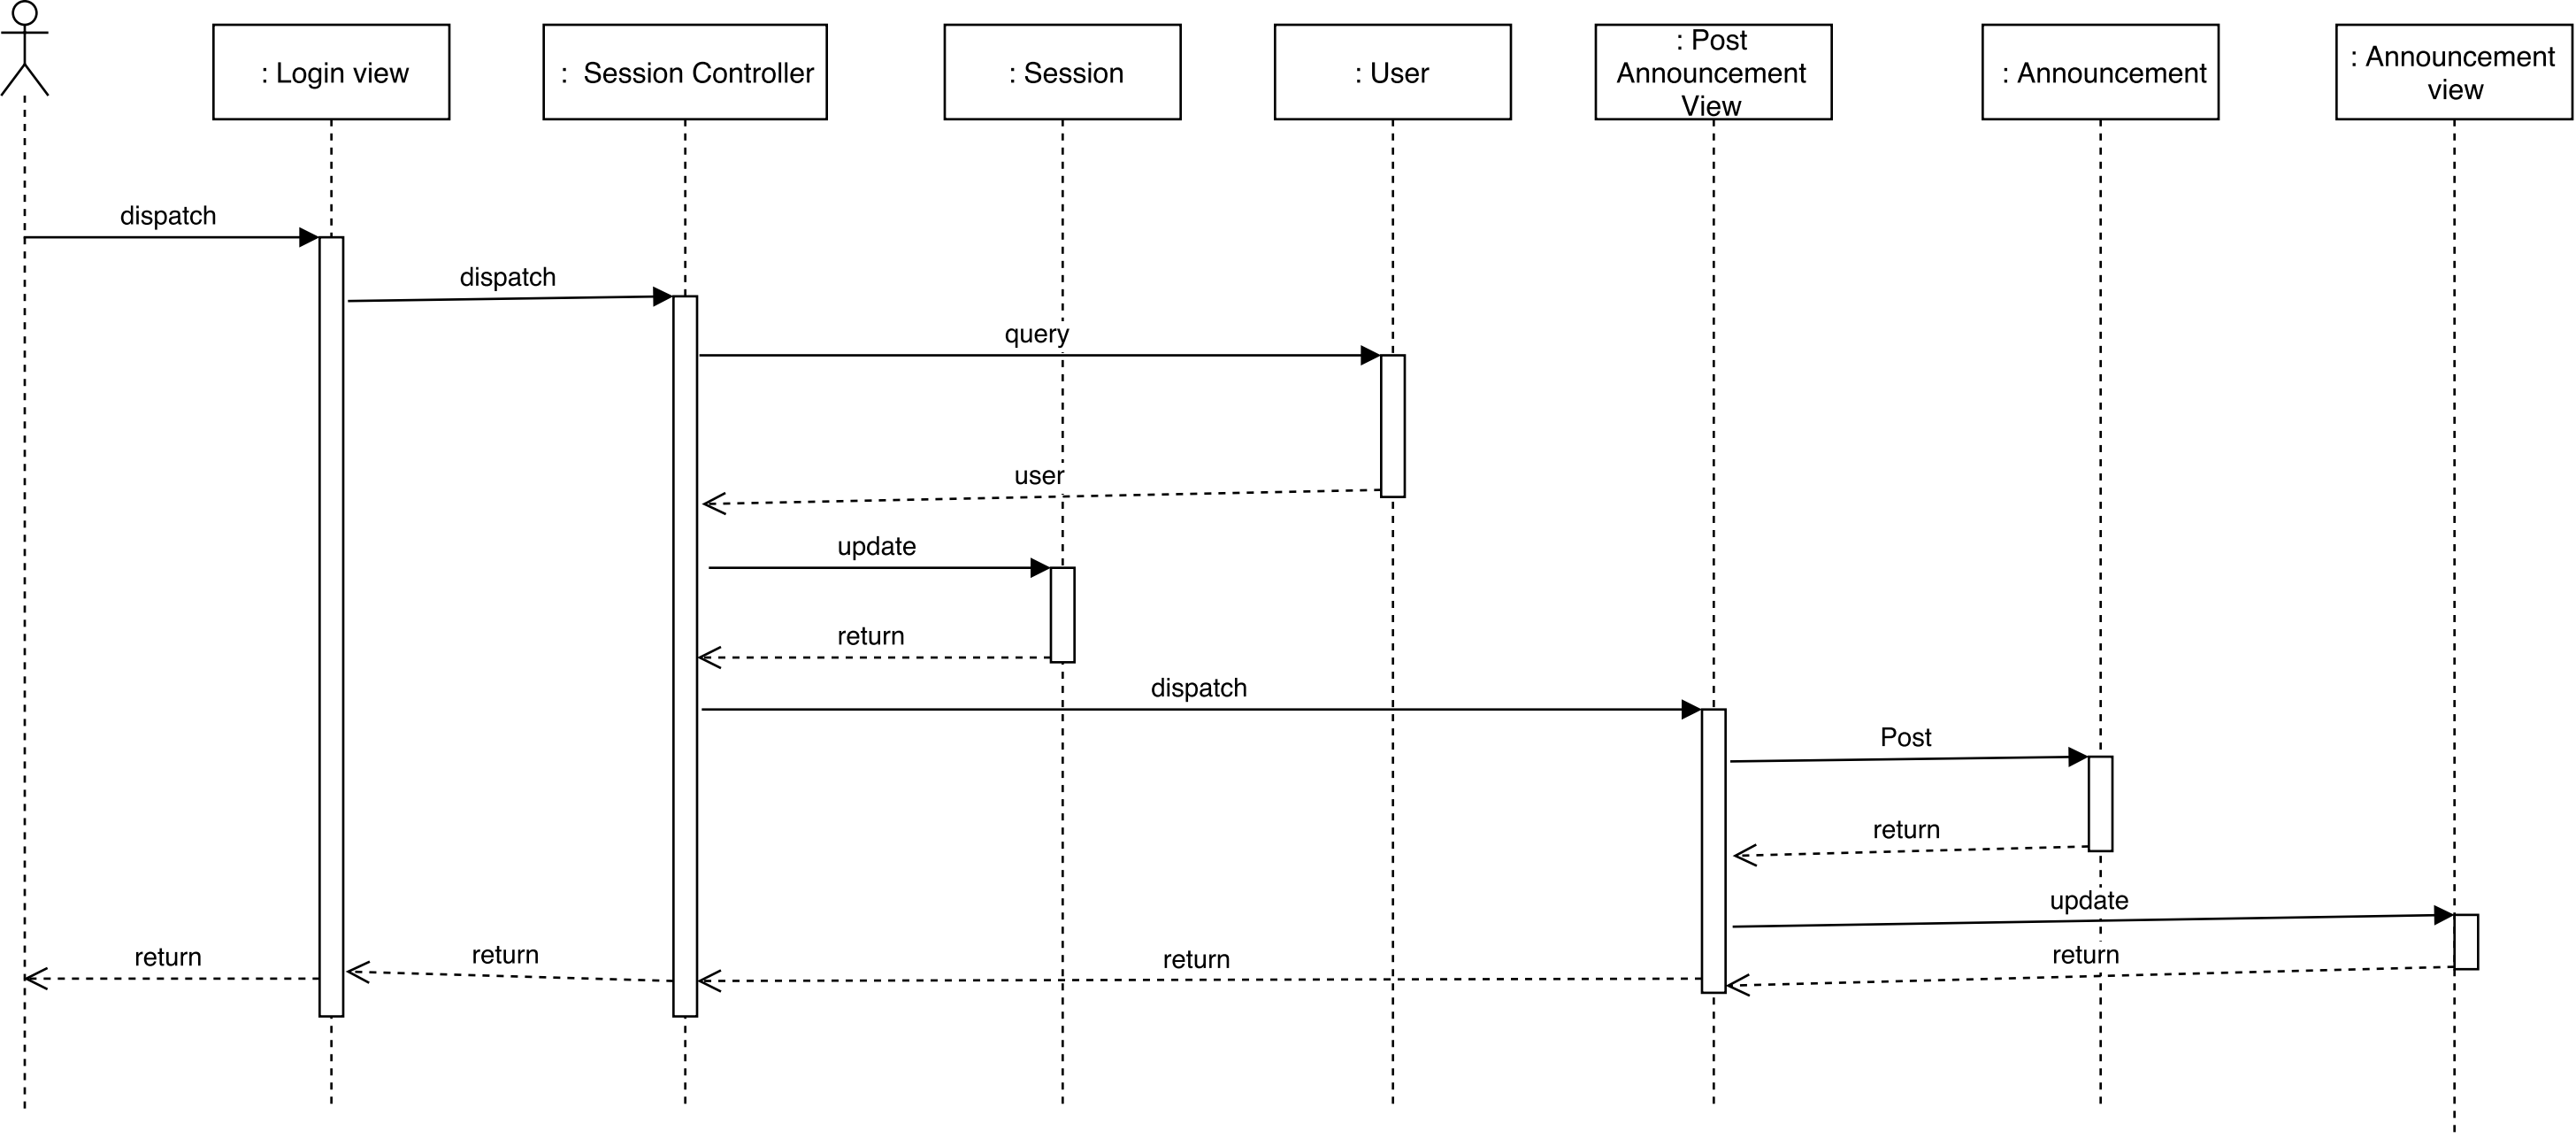 : Login view
: Session Controller
: Session
: User
: Post
Announcement
View
: Announcement
: Announcement
view
dispatch
dispatch
query
user
update
return
dispatch
Post
return
update
return
return
return
return